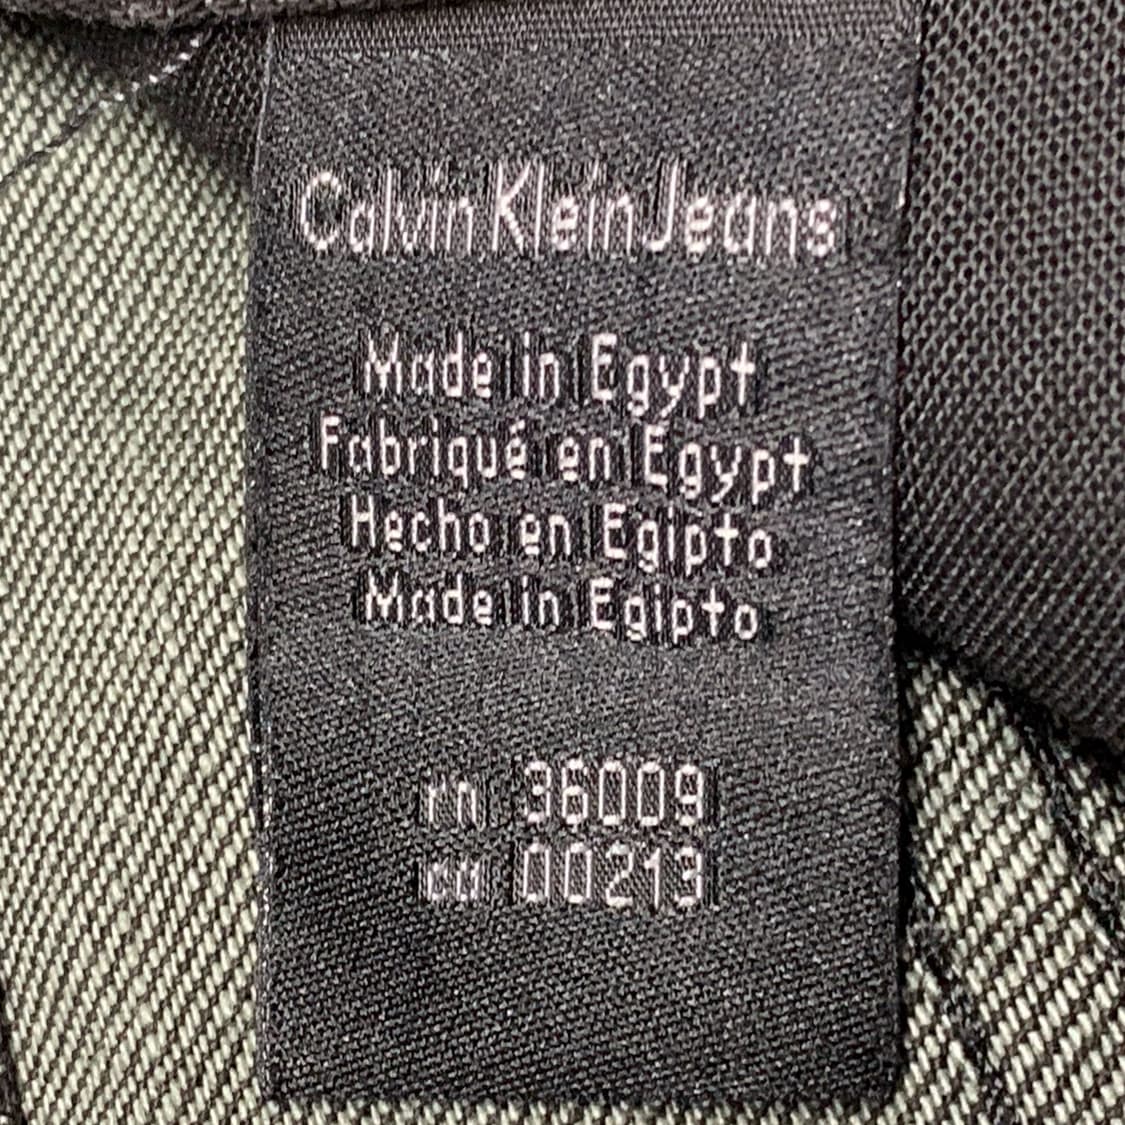 Calvin Klein Jeans
Made in Egypt
Fabriqué en Egypt
Hecho en Egipto
Made in Egipto
rn 36009
ca 00213